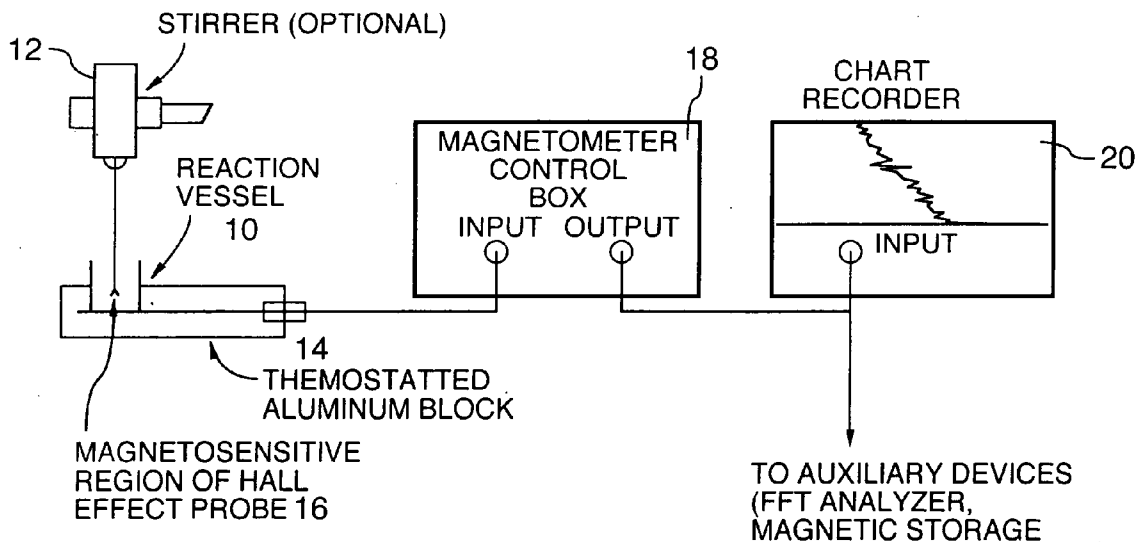 STIRRER (OPTIONAL)
12
18
CHART
RECORDER
20
MAGNETOMETER
CONTROL
BOX
INPUT OUTPUT
INPUT
REACTION
VESSEL
10
14
THEMOSTATTED
ALUMINUM BLOCK
MAGNETOSENSITIVE
REGION OF HALL
EFFECT PROBE 16
TO AUXILIARY DEVICES
(FFT ANALYZER,
MAGNETIC STORAGE